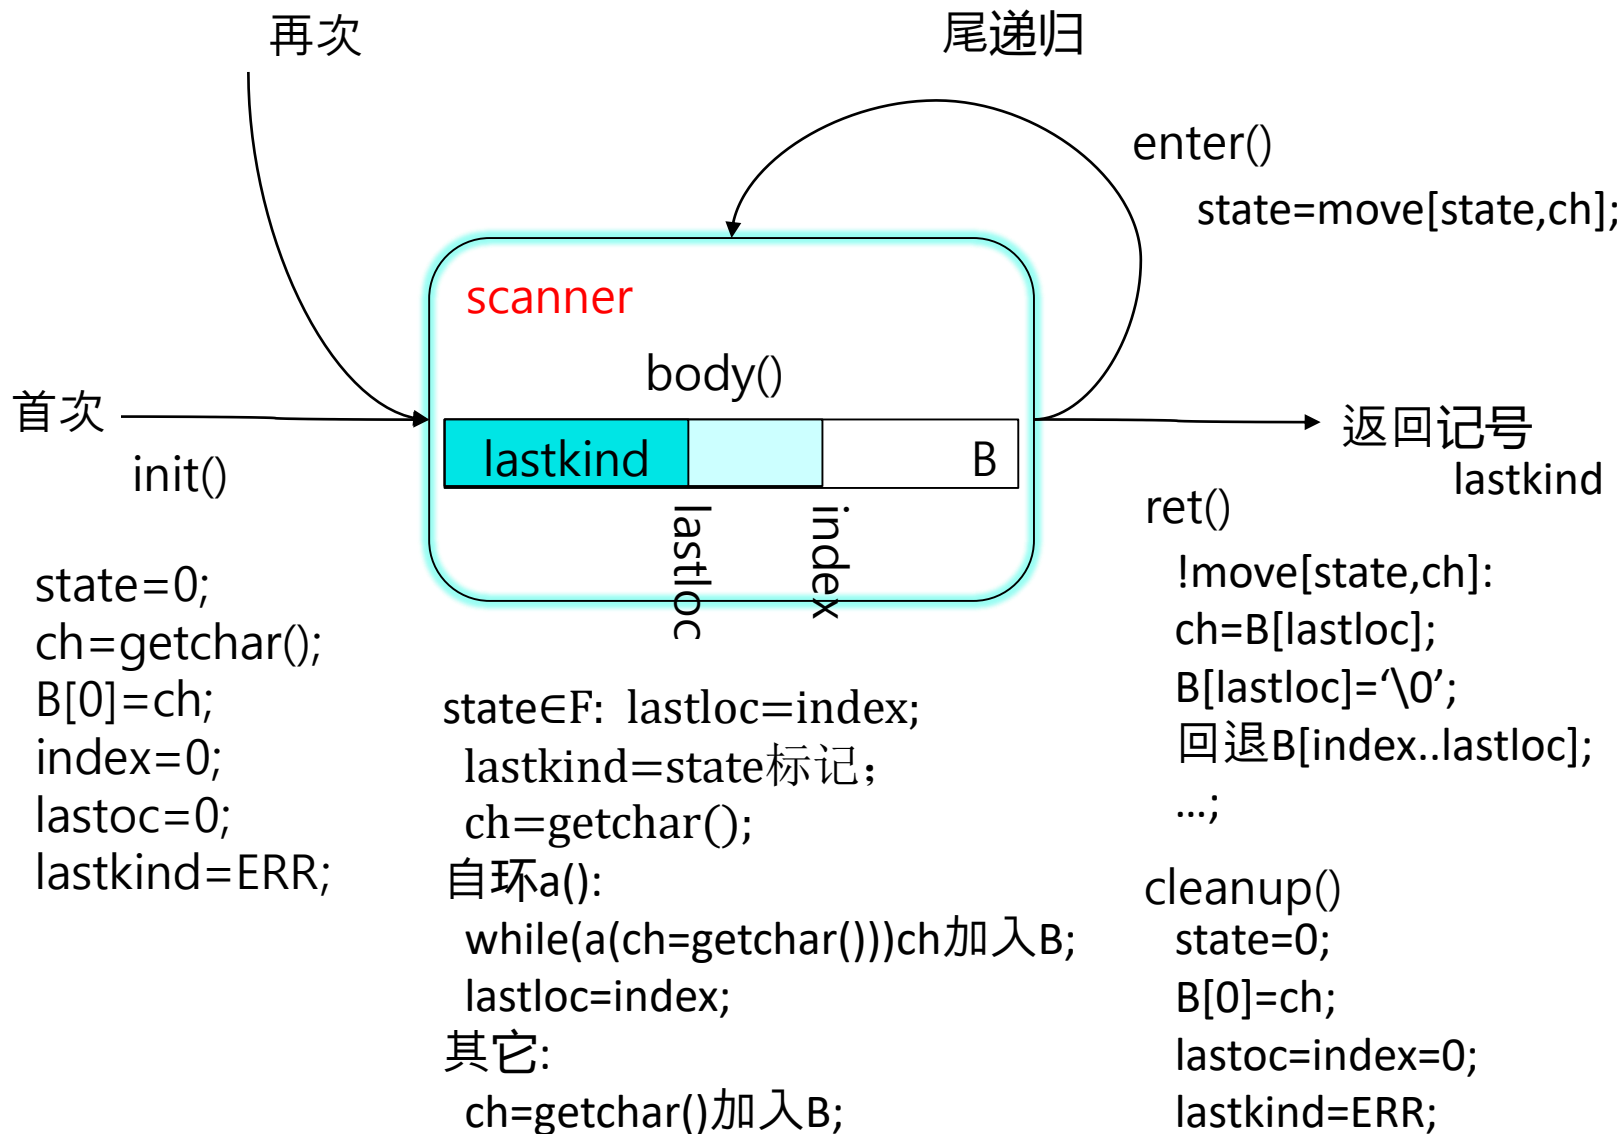 再次
尾递归
enter()
state=move[state,ch];
scanner
body()
首次
lastkind
B
init()
lastloc
index
返回记号
lastkind
ret()
!move[state,ch]:
ch=B[lastloc];
B[lastloc]=‘\0’;
回退B[index..lastloc];
…;
state=0;
ch=getchar();
B[0]=ch;
index=0;
lastoc=0;
lastkind=ERR;
state∈F: lastloc=index;
lastkind=state标记；
ch=getchar();
自环a():
while(a(ch=getchar()))ch加入B;
lastloc=index;
其它:
ch=getchar()加入B;
cleanup()
state=0;
B[0]=ch;
lastoc=index=0;
lastkind=ERR;